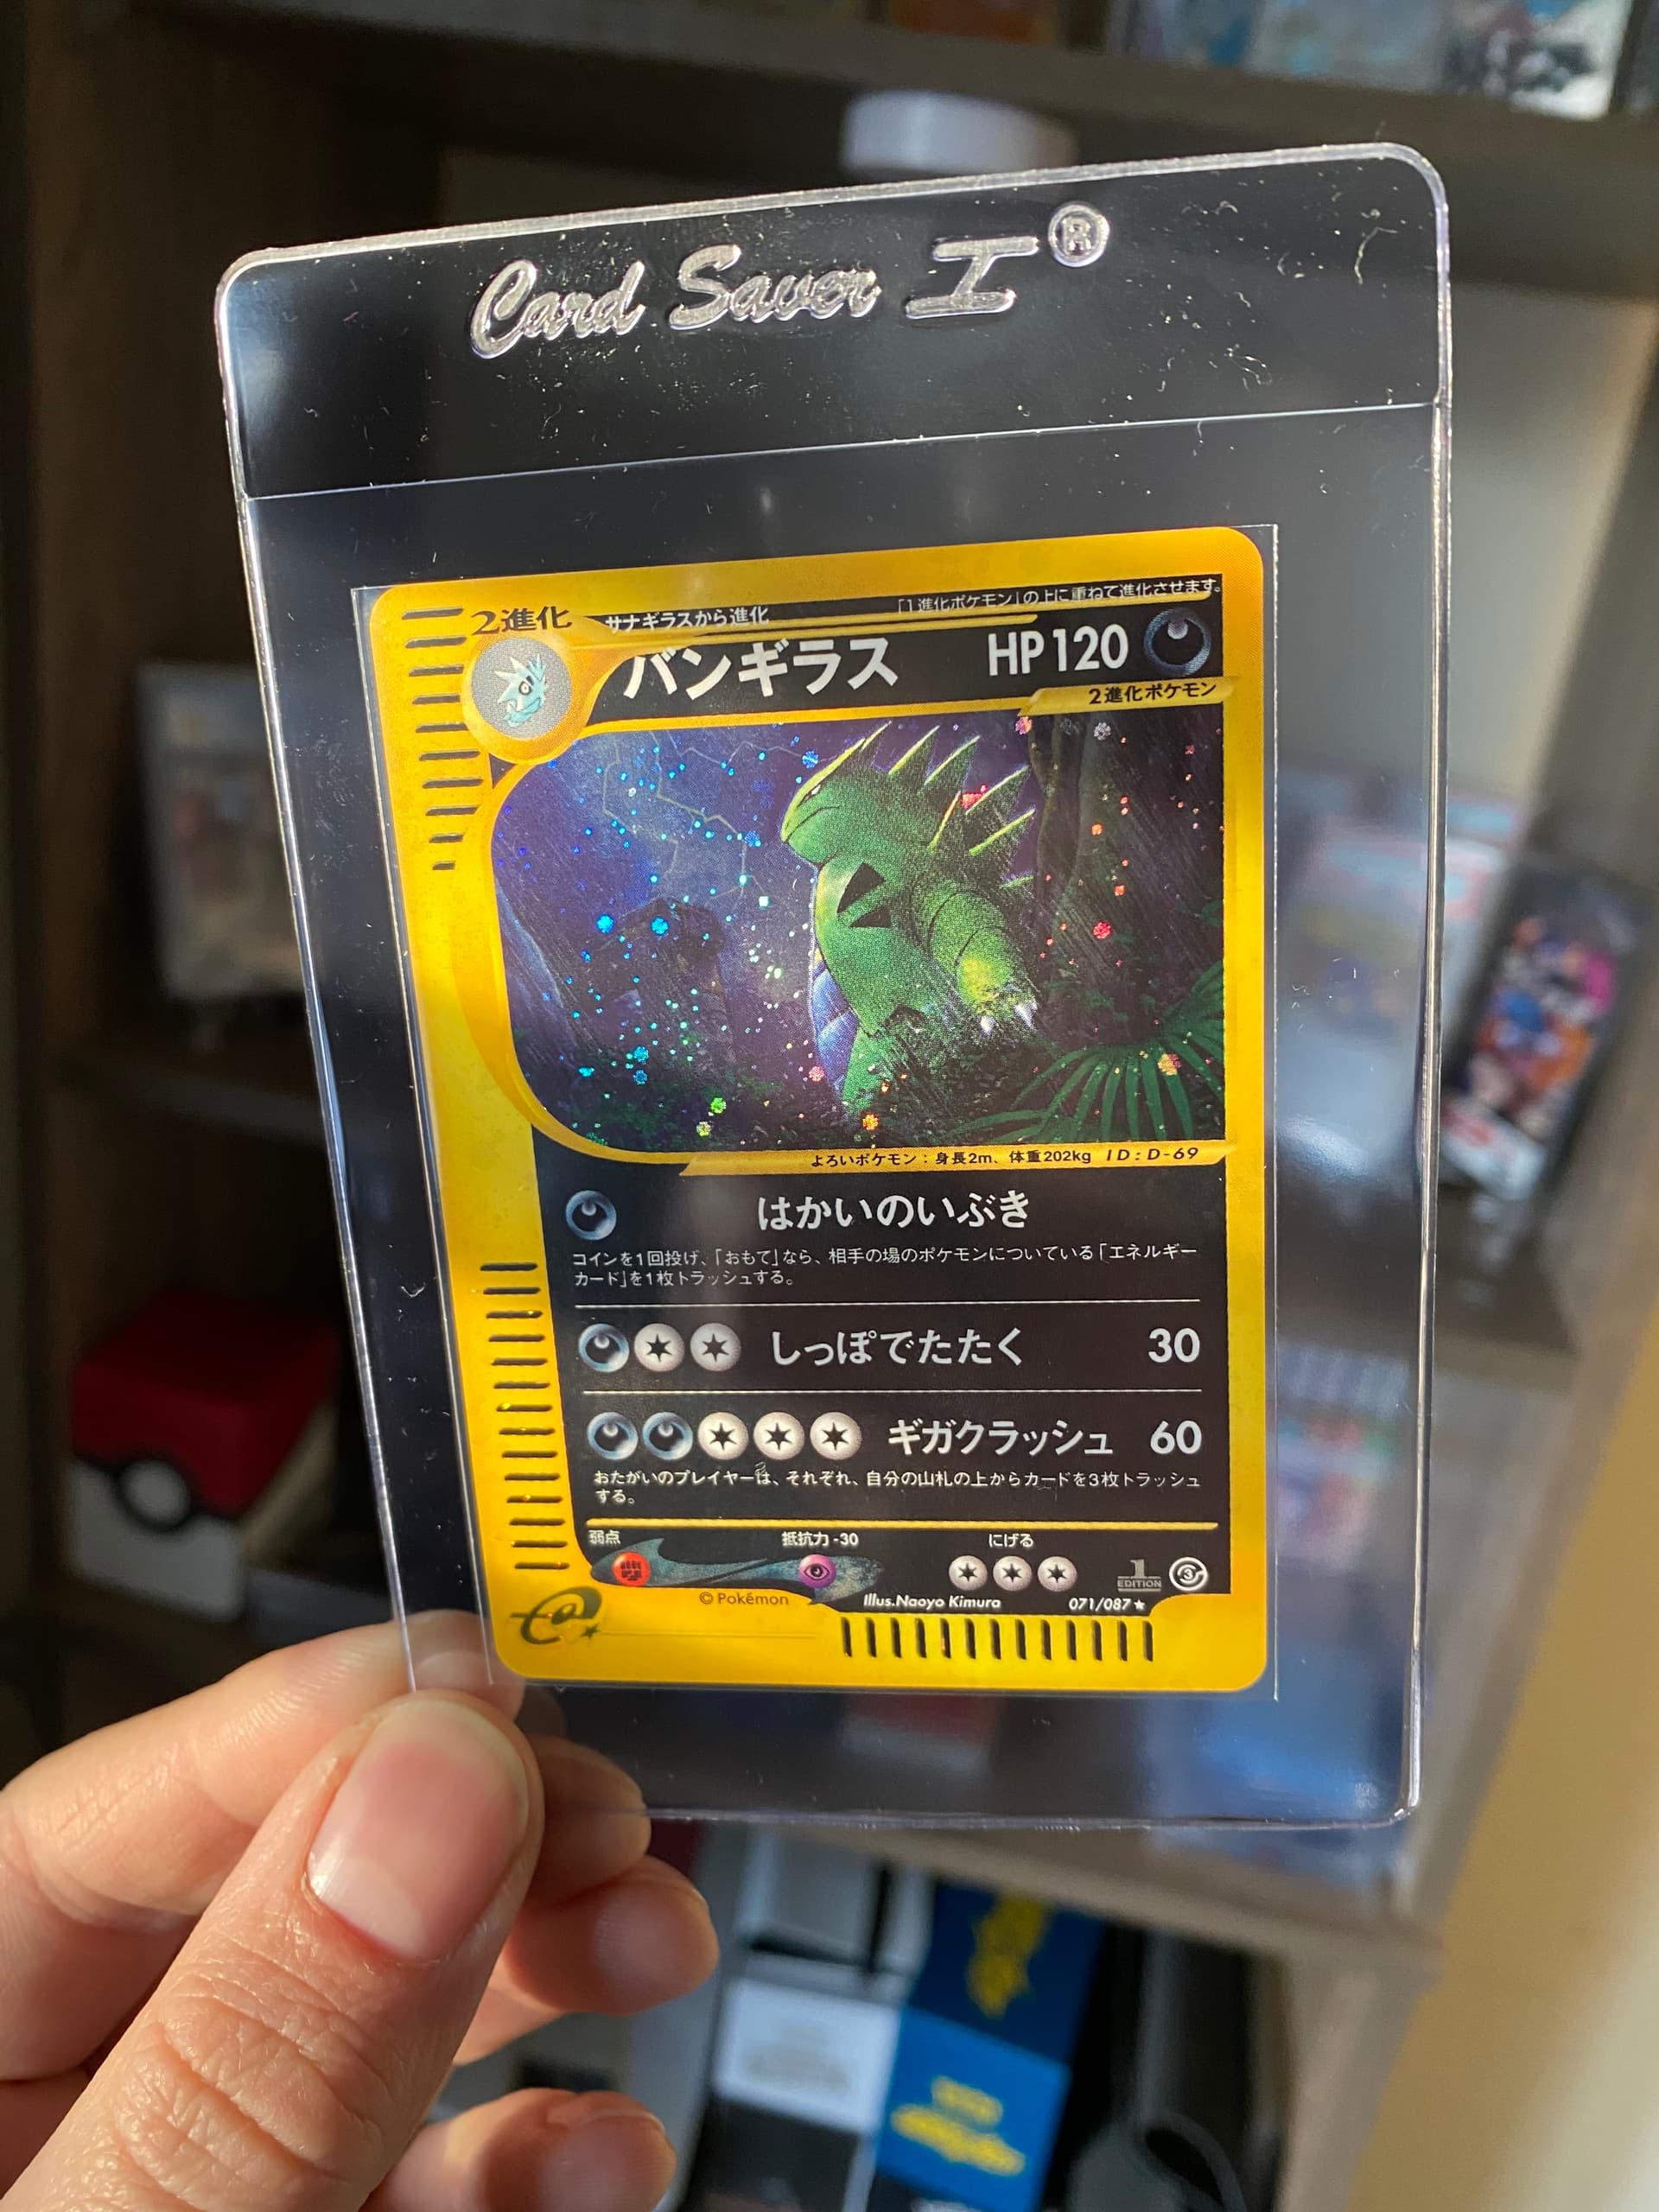 Card Saver I®
2進化
サナギラスから進化
「1進化ポケモン」の上に重ねて進化させます。
バンギラス HP120
2進化ポケモン
よろいポケモン：身長2m、体重202kg ID:D-69
はかいのいぶき
コインを1回投げ、「おもて」なら、相手の場のポケモンについている「エネルギー
カード」を1枚トラッシュする。
しっぽでたたく 30
ギガクラッシュ 60
おたがいのプレイヤーは、それぞれ、自分の山札の上からカードを3枚トラッシュ
する。
弱点 抵抗力 -30 にげる
1 EDITION 3
©Pokémon Illus.Naoyo Kimura 071/087★
e